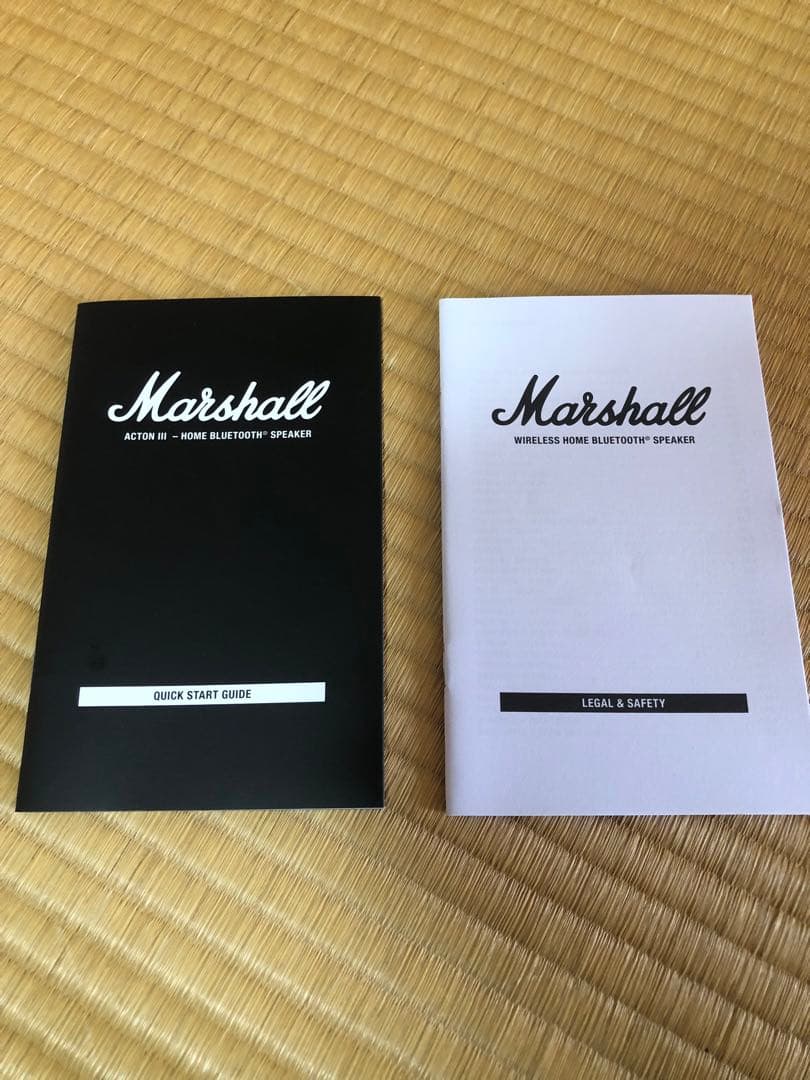 Marshall
ACTON III – HOME BLUETOOTH® SPEAKER
QUICK START GUIDE
Marshall
WIRELESS HOME BLUETOOTH® SPEAKER
LEGAL & SAFETY